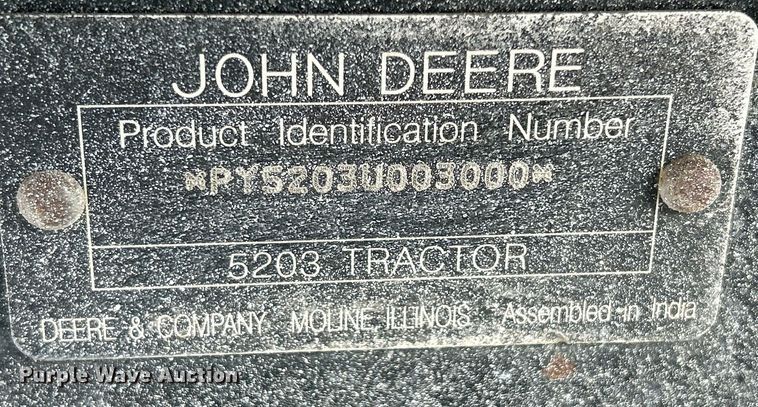 JOHN DEERE
Product Identification Number
*PY5203U003000*
5203 TRACTOR
DEERE & COMPANY MOLINE, ILLINOIS Assembled in India
Purple Wave Auction